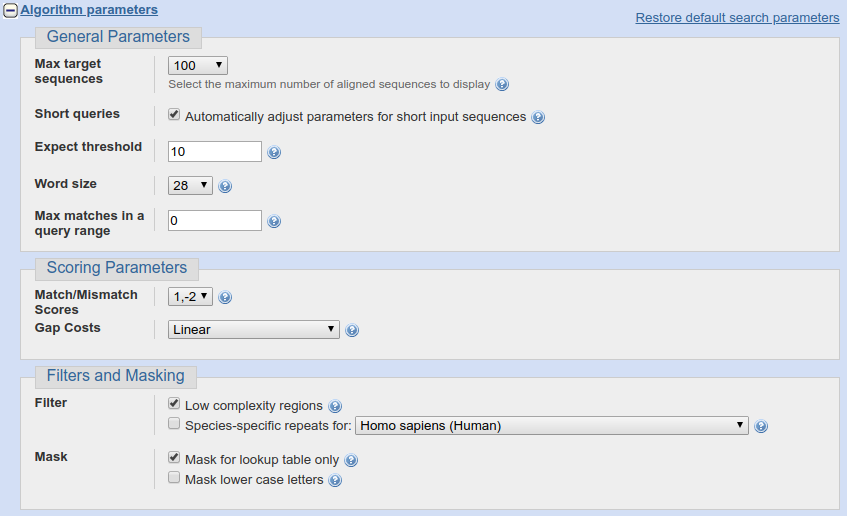 Algorithm parameters
Restore default search parameters
General Parameters
Max target
sequences
100
Select the maximum number of aligned sequences to display
Short queries
Automatically adjust parameters for short input sequences
Expect threshold
10
Word size
28
Max matches in a
query range
0
Scoring Parameters
Match/Mismatch
Scores
1,-2
Gap Costs
Linear
Filters and Masking
Filter
Low complexity regions
Species-specific repeats for:
Homo sapiens (Human)
Mask
Mask for lookup table only
Mask lower case letters